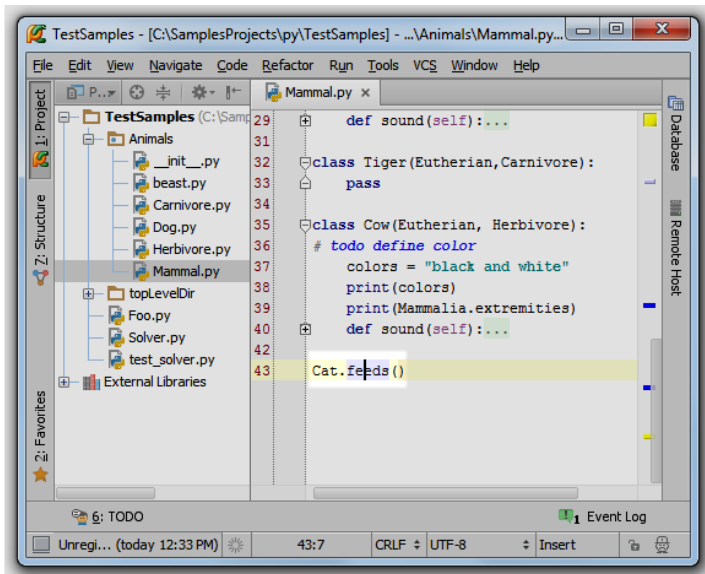 TestSamples - [C:\SamplesProjects\py\TestSamples] - ...\Animals\Mammal.py...
File Edit View Navigate Code Refactor Run Tools VCS Window Help
P...
Mammal.py
1: Project
Z: Structure
2: Favorites
TestSamples (C:\Samp
Animals
__init__.py
beast.py
Carnivore.py
Dog.py
Herbivore.py
Mammal.py
topLevelDir
Foo.py
Solver.py
test_solver.py
External Libraries
29 def sound(self):...
31
32 class Tiger(Eutherian,Carnivore):
33 pass
34
35 class Cow(Eutherian, Herbivore):
36 # todo define color
37 colors = "black and white"
38 print(colors)
39 print(Mammalia.extremities)
40 def sound(self):...
42
43 Cat.feeds()
Database
Remote Host
6: TODO
1 Event Log
Unregi... (today 12:33 PM) 43:7 CRLF UTF-8 Insert